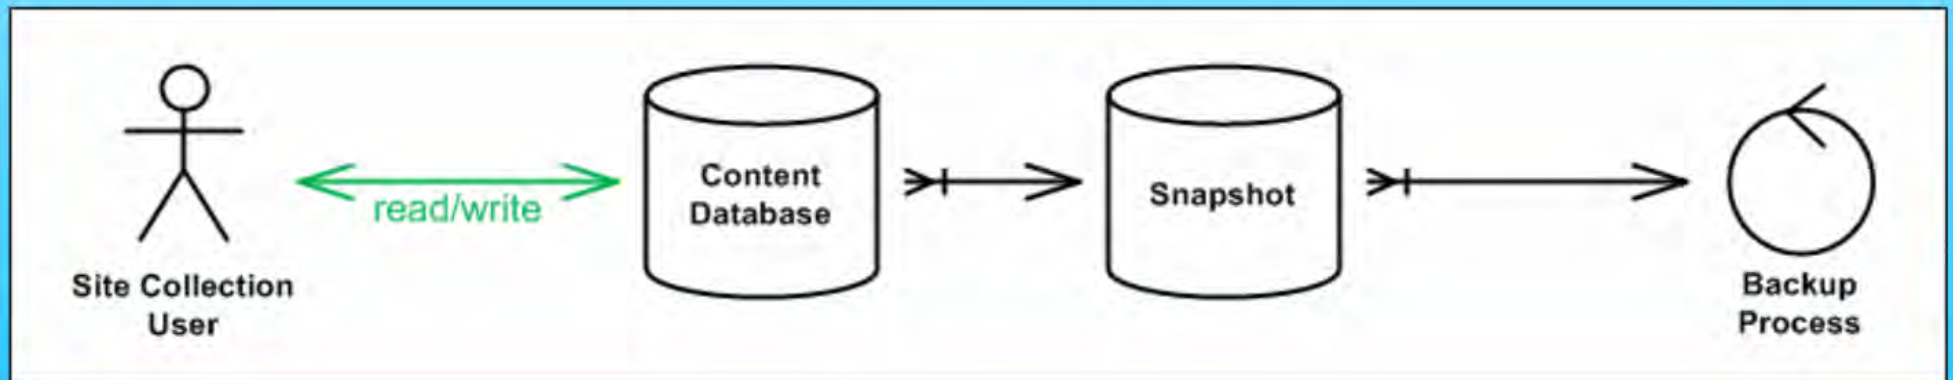 Site Collection
User
read/write
Content
Database
Snapshot
Backup
Process